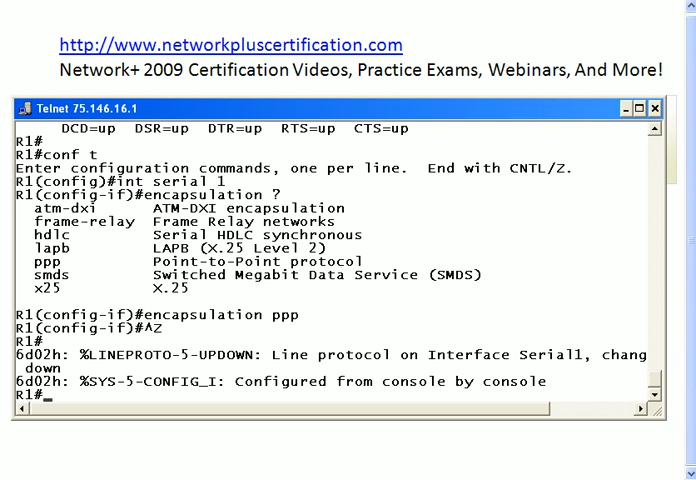 http://www.networkpluscertification.com
Network+ 2009 Certification Videos, Practice Exams, Webinars, And More!
Telnet 75.146.16.1
DCD=up DSR=up DTR=up RTS=up CTS=up
R1#
R1#conf t
Enter configuration commands, one per line. End with CNTL/Z.
R1(config)#int serial 1
R1(config-if)#encapsulation ?
atm-dxi ATM-DXI encapsulation
frame-relay Frame Relay networks
hdlc Serial HDLC synchronous
lapb LAPB (X.25 Level 2)
ppp Point-to-Point protocol
smds Switched Megabit Data Service (SMDS)
x25 X.25
R1(config-if)#encapsulation ppp
R1(config-if)#^Z
R1#
6d02h: %LINEPROTO-5-UPDOWN: Line protocol on Interface Serial1, chang
down
6d02h: %SYS-5-CONFIG_I: Configured from console by console
R1#_